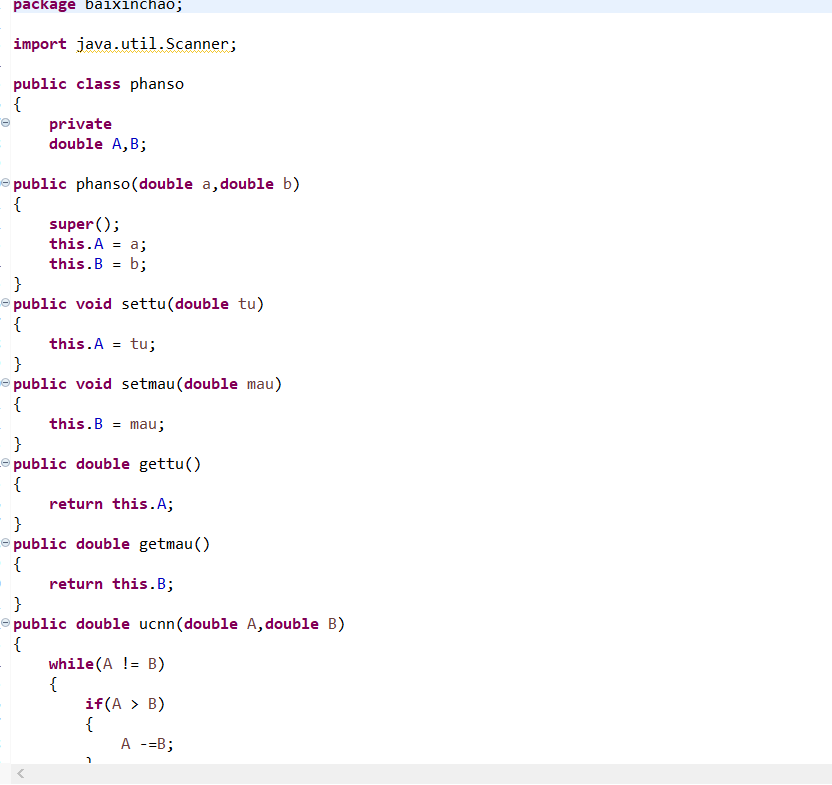 package baixinchao;
import java.util.Scanner;
public class phanso
{
    private
    double A,B;
public phanso(double a,double b)
{
    super();
    this.A = a;
    this.B = b;
}
public void settu(double tu)
{
    this.A = tu;
}
public void setmau(double mau)
{
    this.B = mau;
}
public double gettu()
{
    return this.A;
}
public double getmau()
{
    return this.B;
}
public double ucnn(double A,double B)
{
    while(A != B)
    {
        if(A > B)
        {
            A -=B;
        }